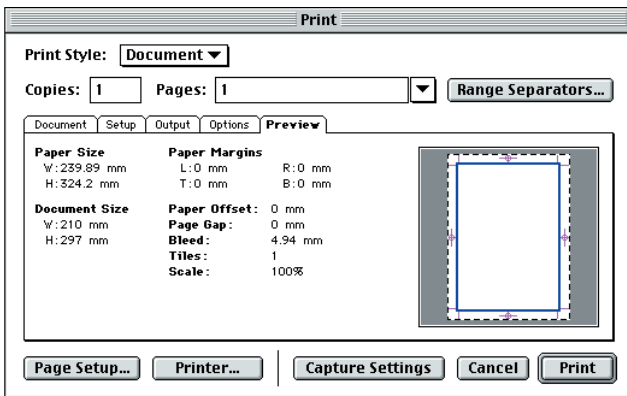 Print
Print Style: Document
Copies: 1 Pages: 1 Range Separators...
Document Setup Output Options Preview
Paper Size Paper Margins
W:239.89 mm L:0 mm R:0 mm
H:324.2 mm T:0 mm B:0 mm
Document Size Paper Offset: 0 mm
W:210 mm Page Gap: 0 mm
H:297 mm Bleed: 4.94 mm
Tiles: 1
Scale: 100%
Page Setup... Printer... Capture Settings Cancel Print